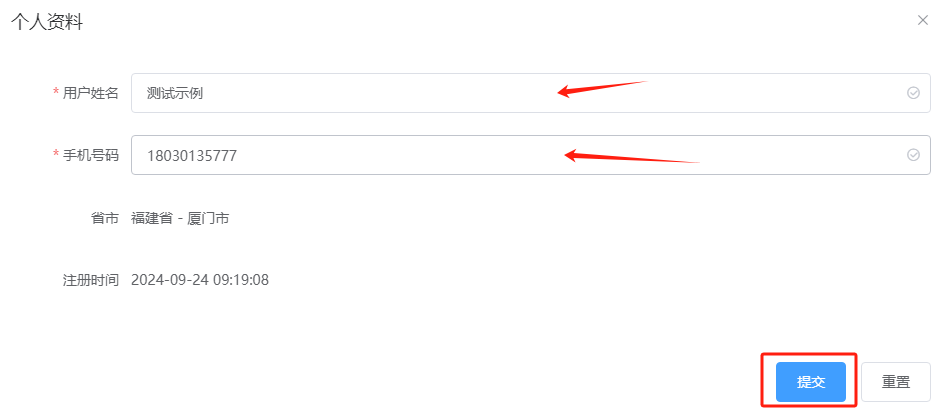 个人资料
* 用户姓名 测试示例
* 手机号码 18030135777
省市 福建省 - 厦门市
注册时间 2024-09-24 09:19:08
提交 重置